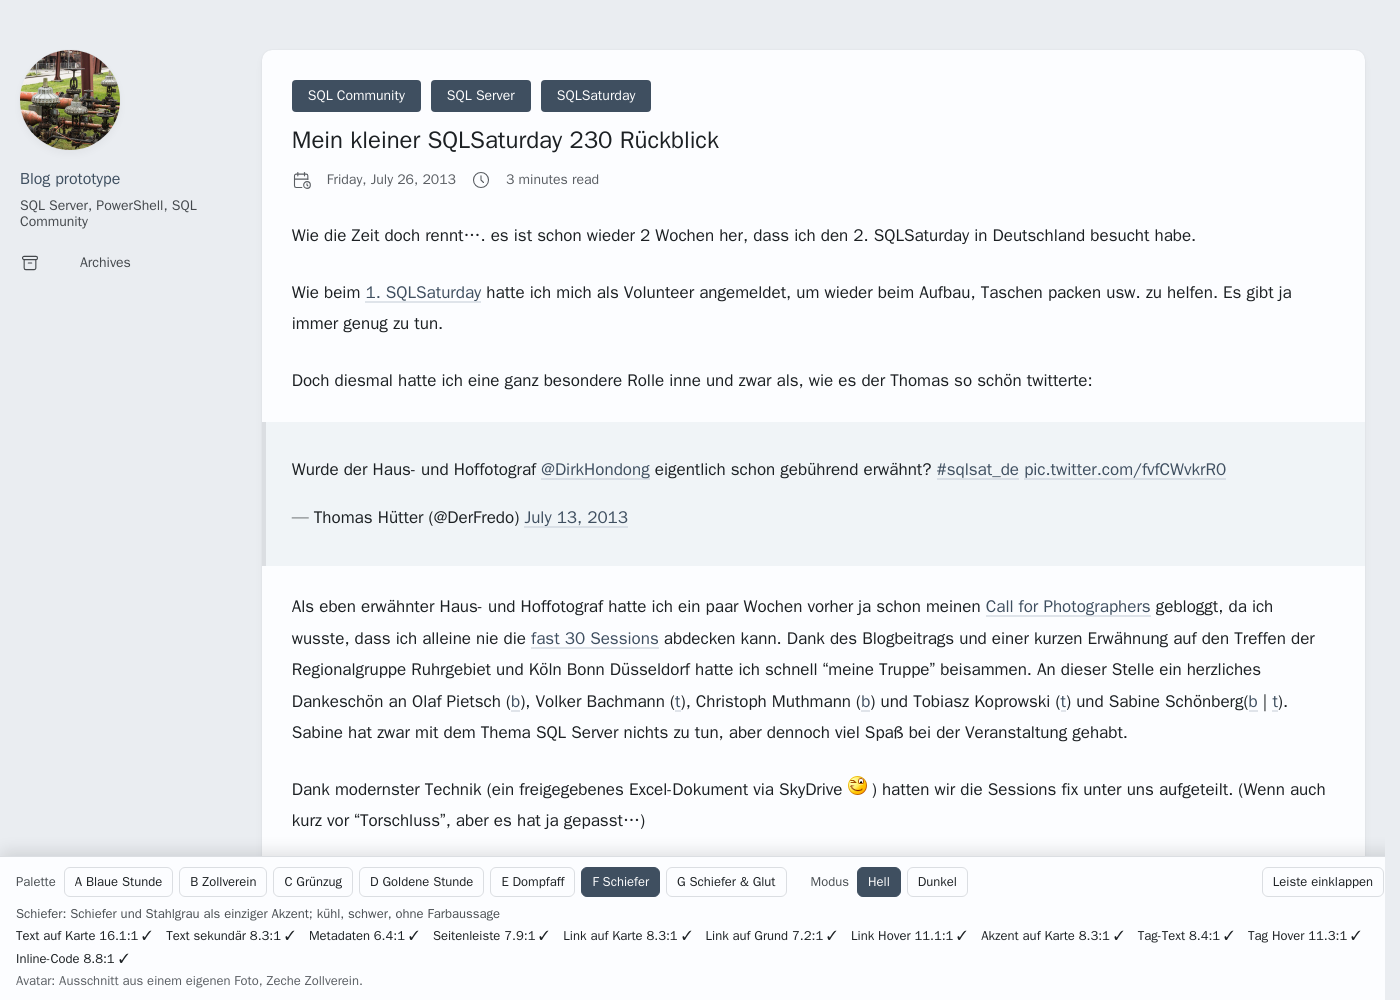 Blog prototype
SQL Server, PowerShell, SQL
Community
Archives
SQL Community SQL Server SQLSaturday
Mein kleiner SQLSaturday 230 Rückblick
Friday, July 26, 2013 3 minutes read
Wie die Zeit doch rennt…. es ist schon wieder 2 Wochen her, dass ich den 2. SQLSaturday in Deutschland besucht habe.
Wie beim 1. SQLSaturday hatte ich mich als Volunteer angemeldet, um wieder beim Aufbau, Taschen packen usw. zu helfen. Es gibt ja
immer genug zu tun.
Doch diesmal hatte ich eine ganz besondere Rolle inne und zwar als, wie es der Thomas so schön twitterte:
Wurde der Haus- und Hoffotograf @DirkHondong eigentlich schon gebührend erwähnt? #sqlsat_de pic.twitter.com/fvfCWvkrR0
— Thomas Hütter (@DerFredo) July 13, 2013
Als eben erwähnter Haus- und Hoffotograf hatte ich ein paar Wochen vorher ja schon meinen Call for Photographers gebloggt, da ich
wusste, dass ich alleine nie die fast 30 Sessions abdecken kann. Dank des Blogbeitrags und einer kurzen Erwähnung auf den Treffen der
Regionalgruppe Ruhrgebiet und Köln Bonn Düsseldorf hatte ich schnell “meine Truppe” beisammen. An dieser Stelle ein herzliches
Dankeschön an Olaf Pietsch (b), Volker Bachmann (t), Christoph Muthmann (b) und Tobiasz Koprowski (t) und Sabine Schönberg(b | t).
Sabine hat zwar mit dem Thema SQL Server nichts zu tun, aber dennoch viel Spaß bei der Veranstaltung gehabt.
Dank modernster Technik (ein freigegebenes Excel-Dokument via SkyDrive 😉 ) hatten wir die Sessions fix unter uns aufgeteilt. (Wenn auch
kurz vor “Torschluss”, aber es hat ja gepasst…)
Palette A Blaue Stunde B Zollverein C Grünzug D Goldene Stunde E Dompfaff F Schiefer G Schiefer & Glut Modus Hell Dunkel Leiste einklappen
Schiefer: Schiefer und Stahlgrau als einziger Akzent; kühl, schwer, ohne Farbaussage
Text auf Karte 16.1:1 ✓ Text sekundär 8.3:1 ✓ Metadaten 6.4:1 ✓ Seitenleiste 7.9:1 ✓ Link auf Karte 8.3:1 ✓ Link auf Grund 7.2:1 ✓ Link Hover 11.1:1 ✓ Akzent auf Karte 8.3:1 ✓ Tag-Text 8.4:1 ✓ Tag Hover 11.3:1 ✓
Inline-Code 8.8:1 ✓
Avatar: Ausschnitt aus einem eigenen Foto, Zeche Zollverein.